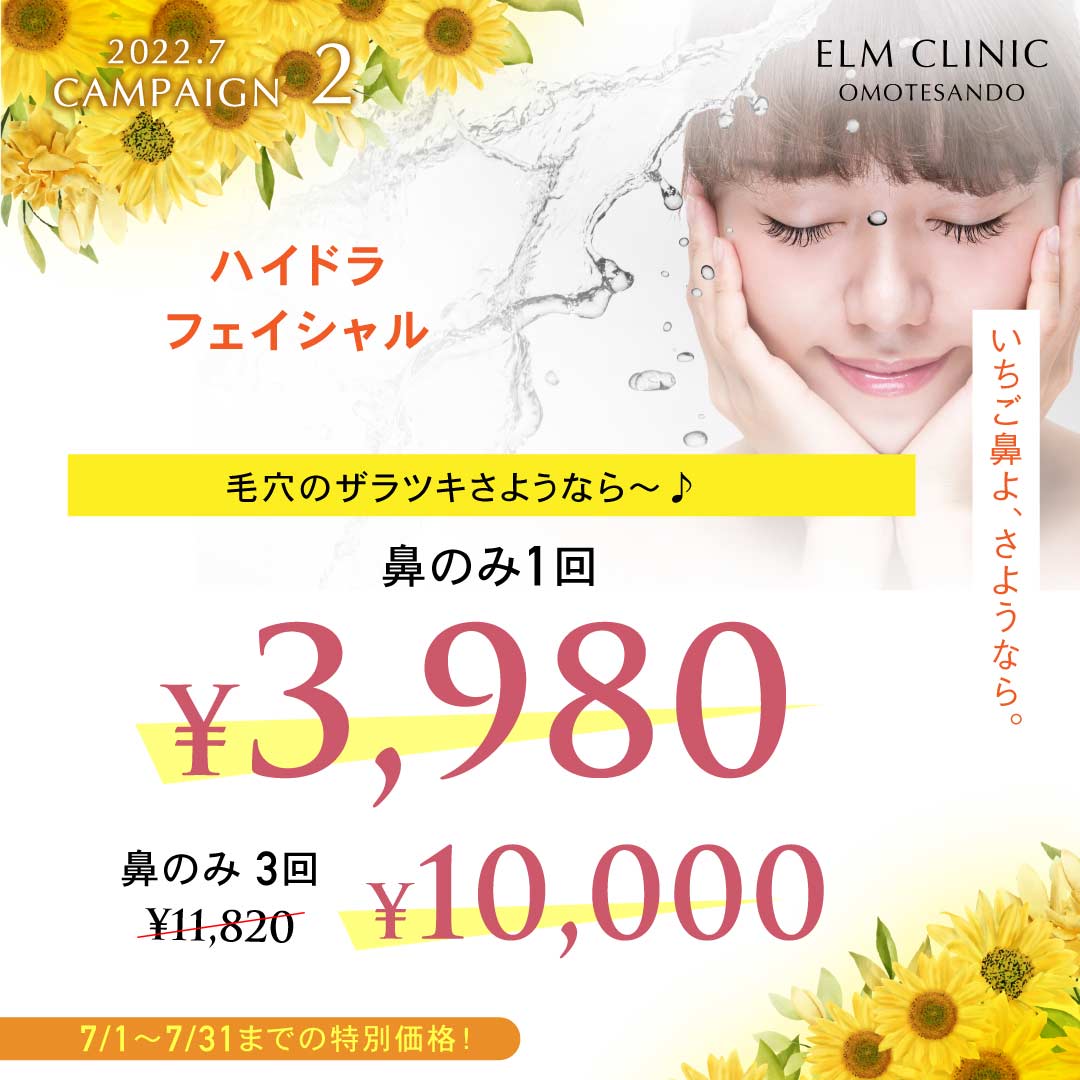 2022.7
CAMPAIGN 2
ELM CLINIC
OMOTESANDO
ハイドラ
フェイシャル
いちご鼻よ、さようなら。
毛穴のザラツキさようなら～♪
鼻のみ1回
¥3,980
鼻のみ 3回
¥11,820
¥10,000
7/1～7/31までの特別価格！